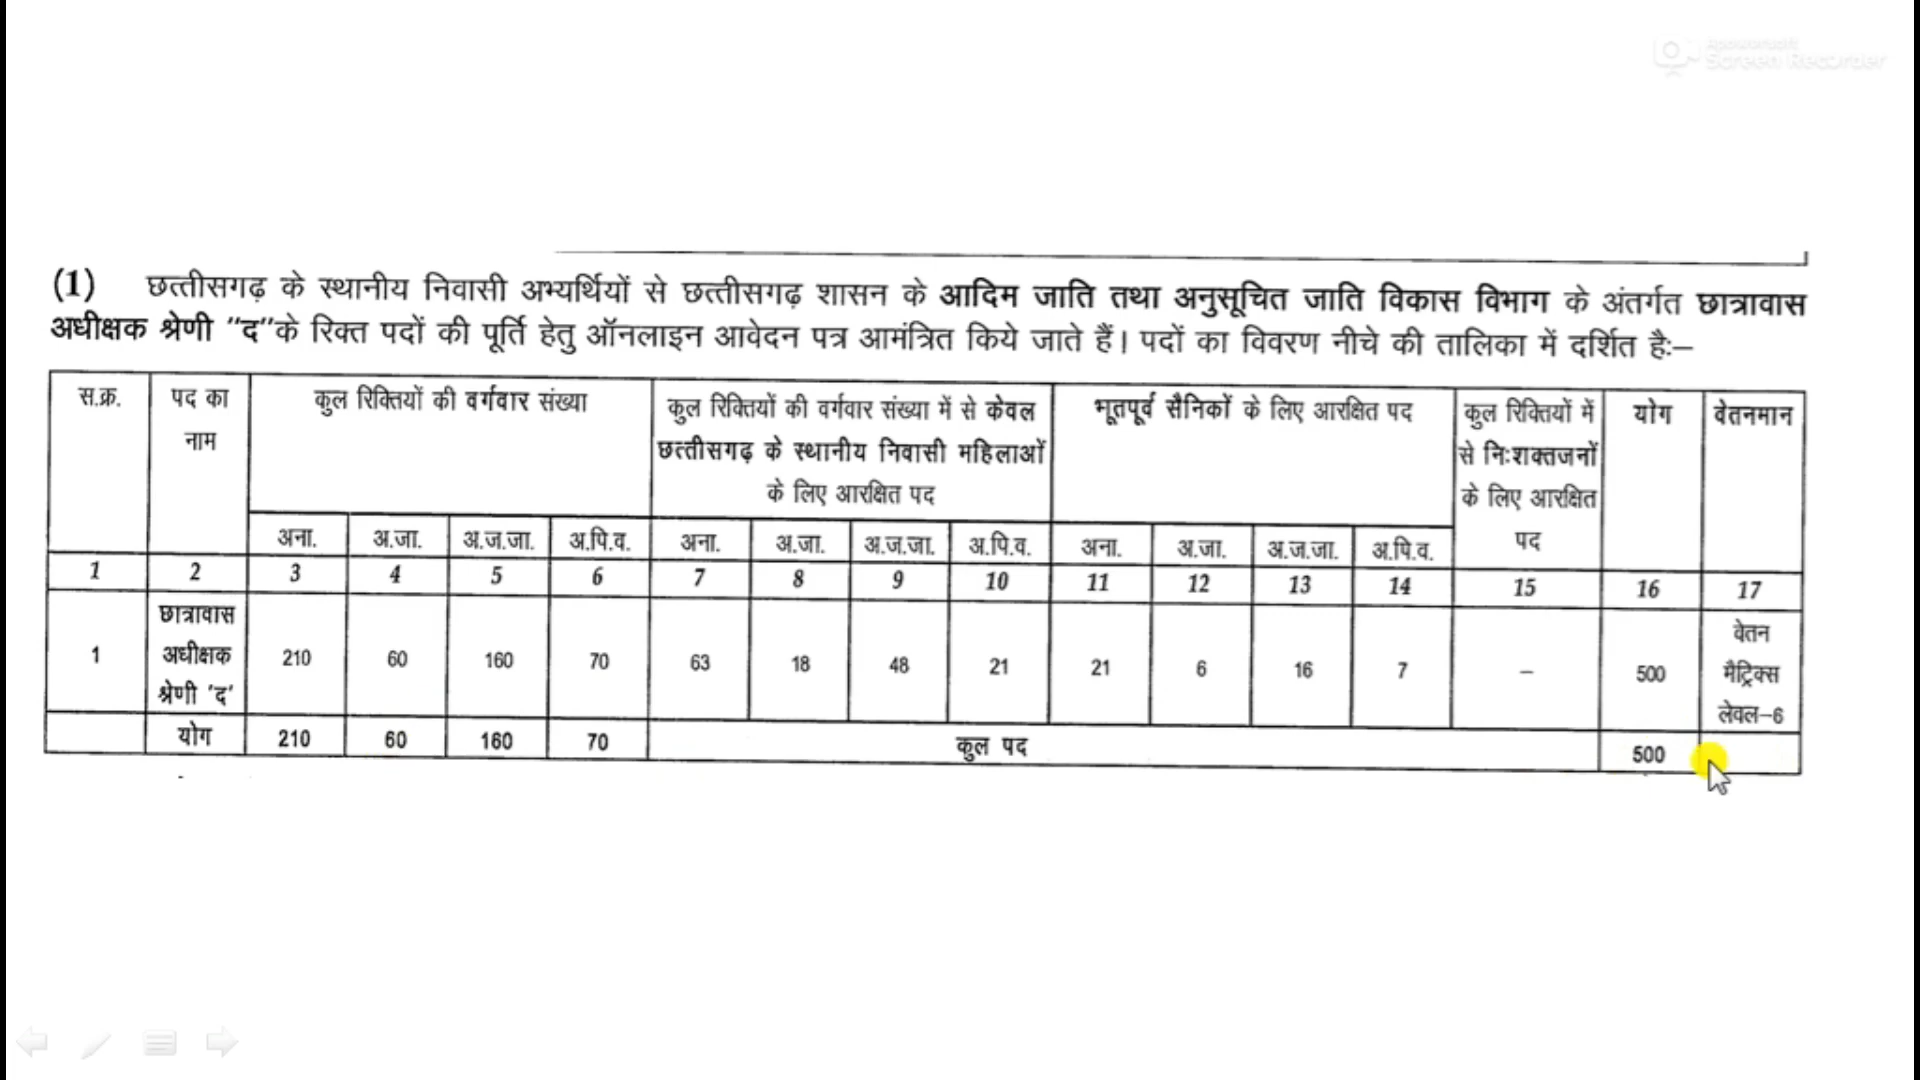 Apowersoft
Screen Recorder
(1) छत्तीसगढ़ के स्थानीय निवासी अभ्यर्थियों से छत्तीसगढ़ शासन के आदिम जाति तथा अनुसूचित जाति विकास विभाग के अंतर्गत छात्रावास
अधीक्षक श्रेणी "द"के रिक्त पदों की पूर्ति हेतु ऑनलाइन आवेदन पत्र आमंत्रित किये जाते हैं। पदों का विवरण नीचे की तालिका में दर्शित है:–
स.क्र. पद का नाम कुल रिक्तियों की वर्गवार संख्या कुल रिक्तियों की वर्गवार संख्या में से केवल भूतपूर्व सैनिकों के लिए आरक्षित पद कुल रिक्तियों में योग वेतनमान
छत्तीसगढ़ के स्थानीय निवासी महिलाओं से निःशक्तजनों
के लिए आरक्षित पद के लिए आरक्षित
पद
अना. अ.जा. अ.ज.जा. अ.पि.व. अना. अ.जा. अ.ज.जा. अ.पि.व. अना. अ.जा. अ.ज.जा. अ.पि.व.
1 2 3 4 5 6 7 8 9 10 11 12 13 14 15 16 17
छात्रावास वेतन
1 अधीक्षक 210 60 160 70 63 18 48 21 21 6 16 7 – 500 मैट्रिक्स
श्रेणी 'द' लेवल–6
योग 210 60 160 70 कुल पद 500